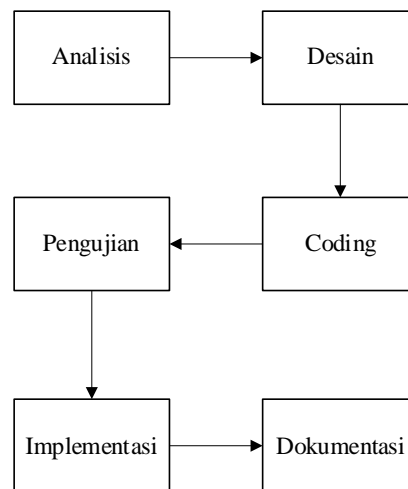 Analisis
Desain
Coding
Pengujian
Implementasi
Dokumentasi